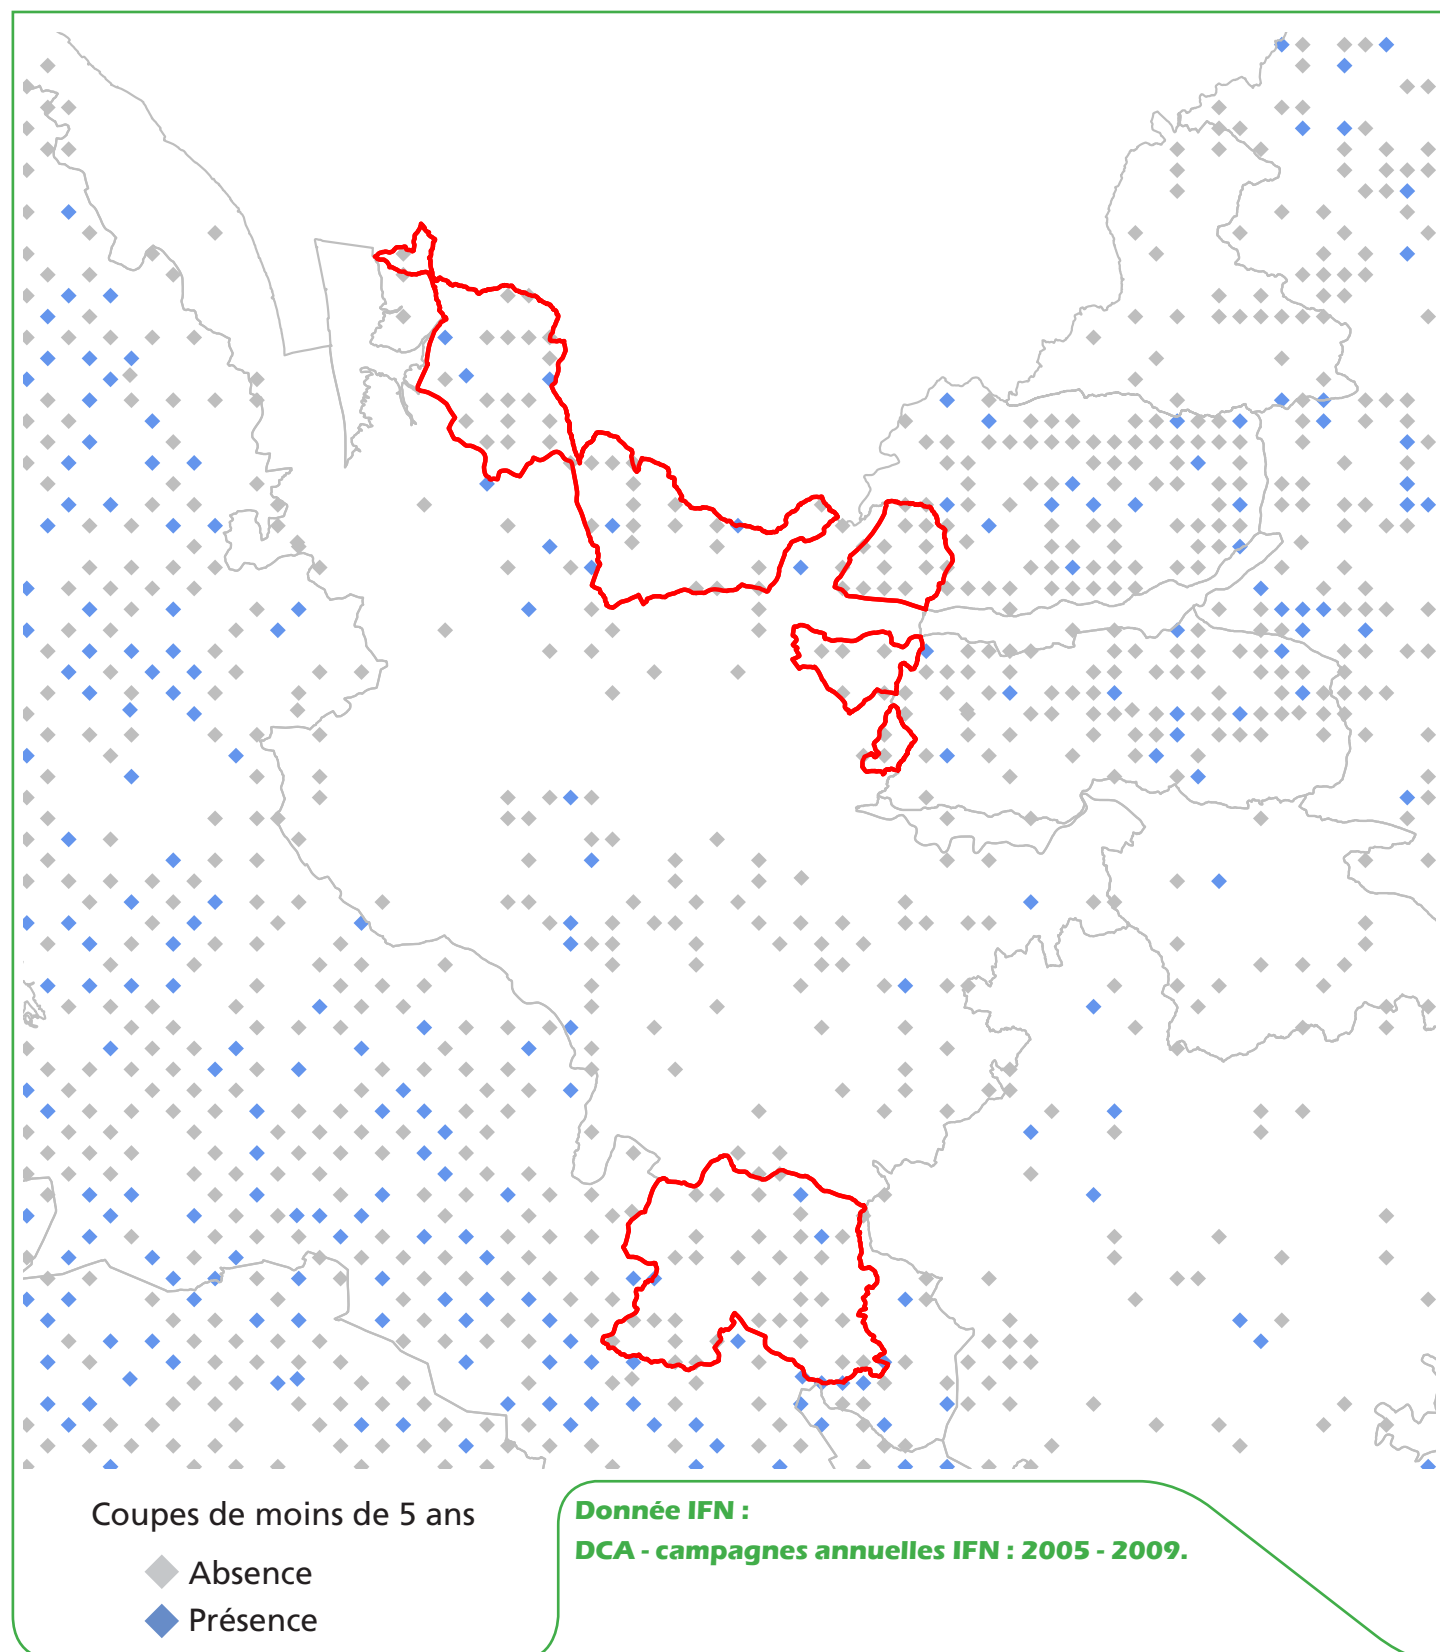 Coupes de moins de 5 ans
Absence
Présence
Donnée IFN :
DCA - campagnes annuelles IFN : 2005 - 2009.